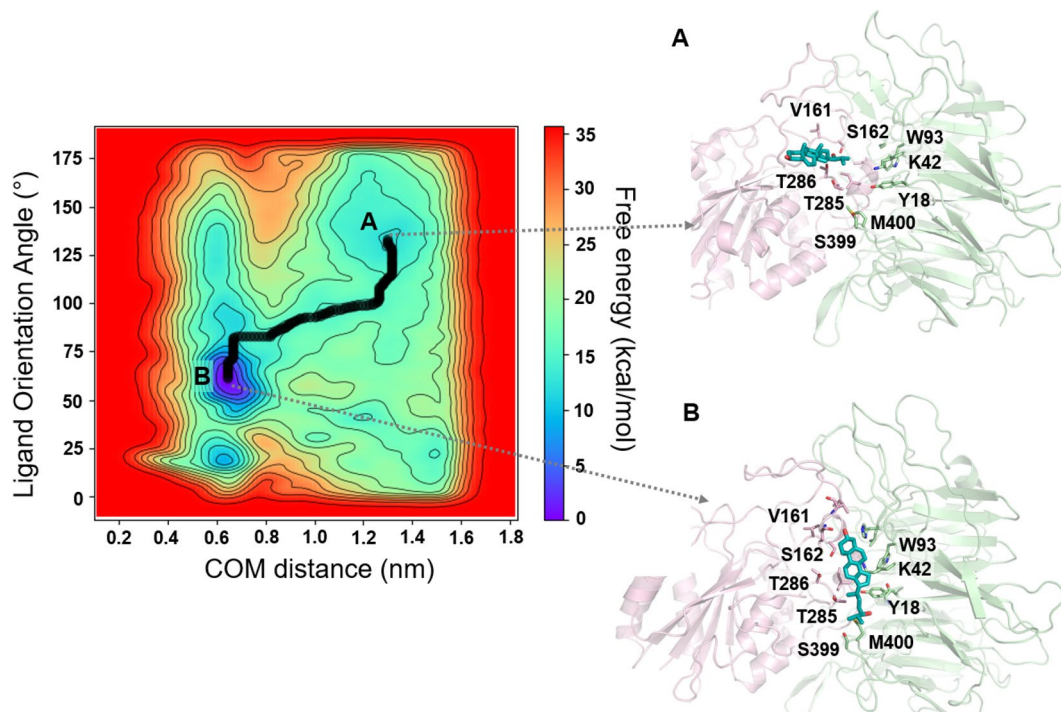 Ligand Orientation Angle (°)
175
150
125
100
75
50
25
0
A
B
0.2 0.4 0.6 0.8 1.0 1.2 1.4 1.6 1.8
COM distance (nm)
35
30
25
20
15
10
5
0
Free energy (kcal/mol)
A
V161
S162
W93
K42
T286
T285
Y18
M400
S399
B
V161
W93
S162
K42
T286
Y18
T285
M400
S399